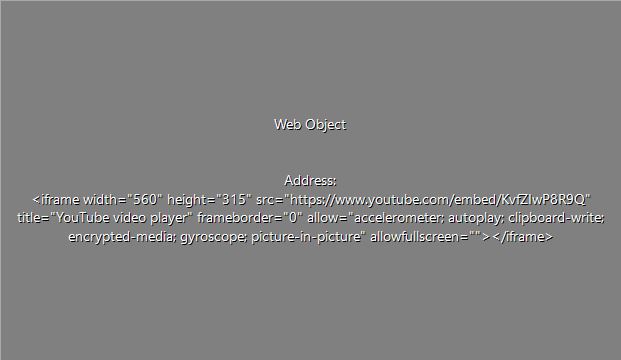 Web Object
Address:
<iframe width="560" height="315" src="https://www.youtube.com/embed/KvfZIwP8R9Q"
title="YouTube video player" frameborder="0" allow="accelerometer; autoplay; clipboard-write;
encrypted-media; gyroscope; picture-in-picture" allowfullscreen=""></iframe>